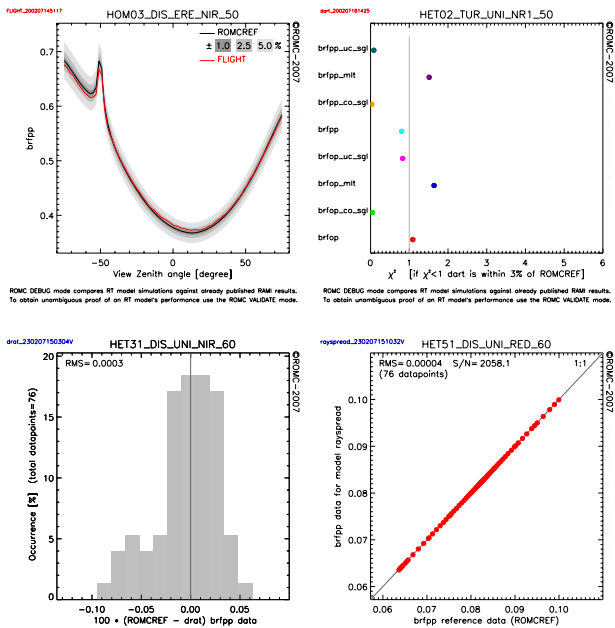 FLIGHT_200207145117
HOM03_DIS_ERE_NIR_50
©ROMC-2007
ROMCREF
± 1.0 2.5 5.0 %
FLIGHT
brfpp
0.7
0.6
0.5
0.4
−50 0 50
View Zenith angle [degree]
ROMC DEBUG mode compares RT model simulations against already published RAMI results.
To obtain unambiguous proof of an RT model's performance use the ROMC VALIDATE mode.
dart_200207181425
HET02_TUR_UNI_NR1_50
©ROMC-2007
brfpp_uc_sgl
brfpp_mlt
brfpp_co_sgl
brfpp
brfop_uc_sgl
brfop_mlt
brfop_co_sgl
brfop
0 1 2 3 4 5 6
χ² [if χ²<1 dart is within 3% of ROMCREF]
ROMC DEBUG mode compares RT model simulations against already published RAMI results.
To obtain unambiguous proof of an RT model's performance use the ROMC VALIDATE mode.
drat_230207150304V
HET31_DIS_UNI_NIR_60
©ROMC-2007
RMS= 0.0003
Occurrence [%] (total datapoints=76)
20
15
10
5
0
−0.10 −0.05 0.00 0.05
100 * (ROMCREF − drat) brfpp data
rayspread_230207151032V
HET51_DIS_UNI_RED_60
©ROMC-2007
RMS= 0.00004 S/N= 2058.1 1:1
(76 datapoints)
brfpp data for model rayspread
0.10
0.09
0.08
0.07
0.06
0.06 0.07 0.08 0.09 0.10
brfpp reference data (ROMCREF)